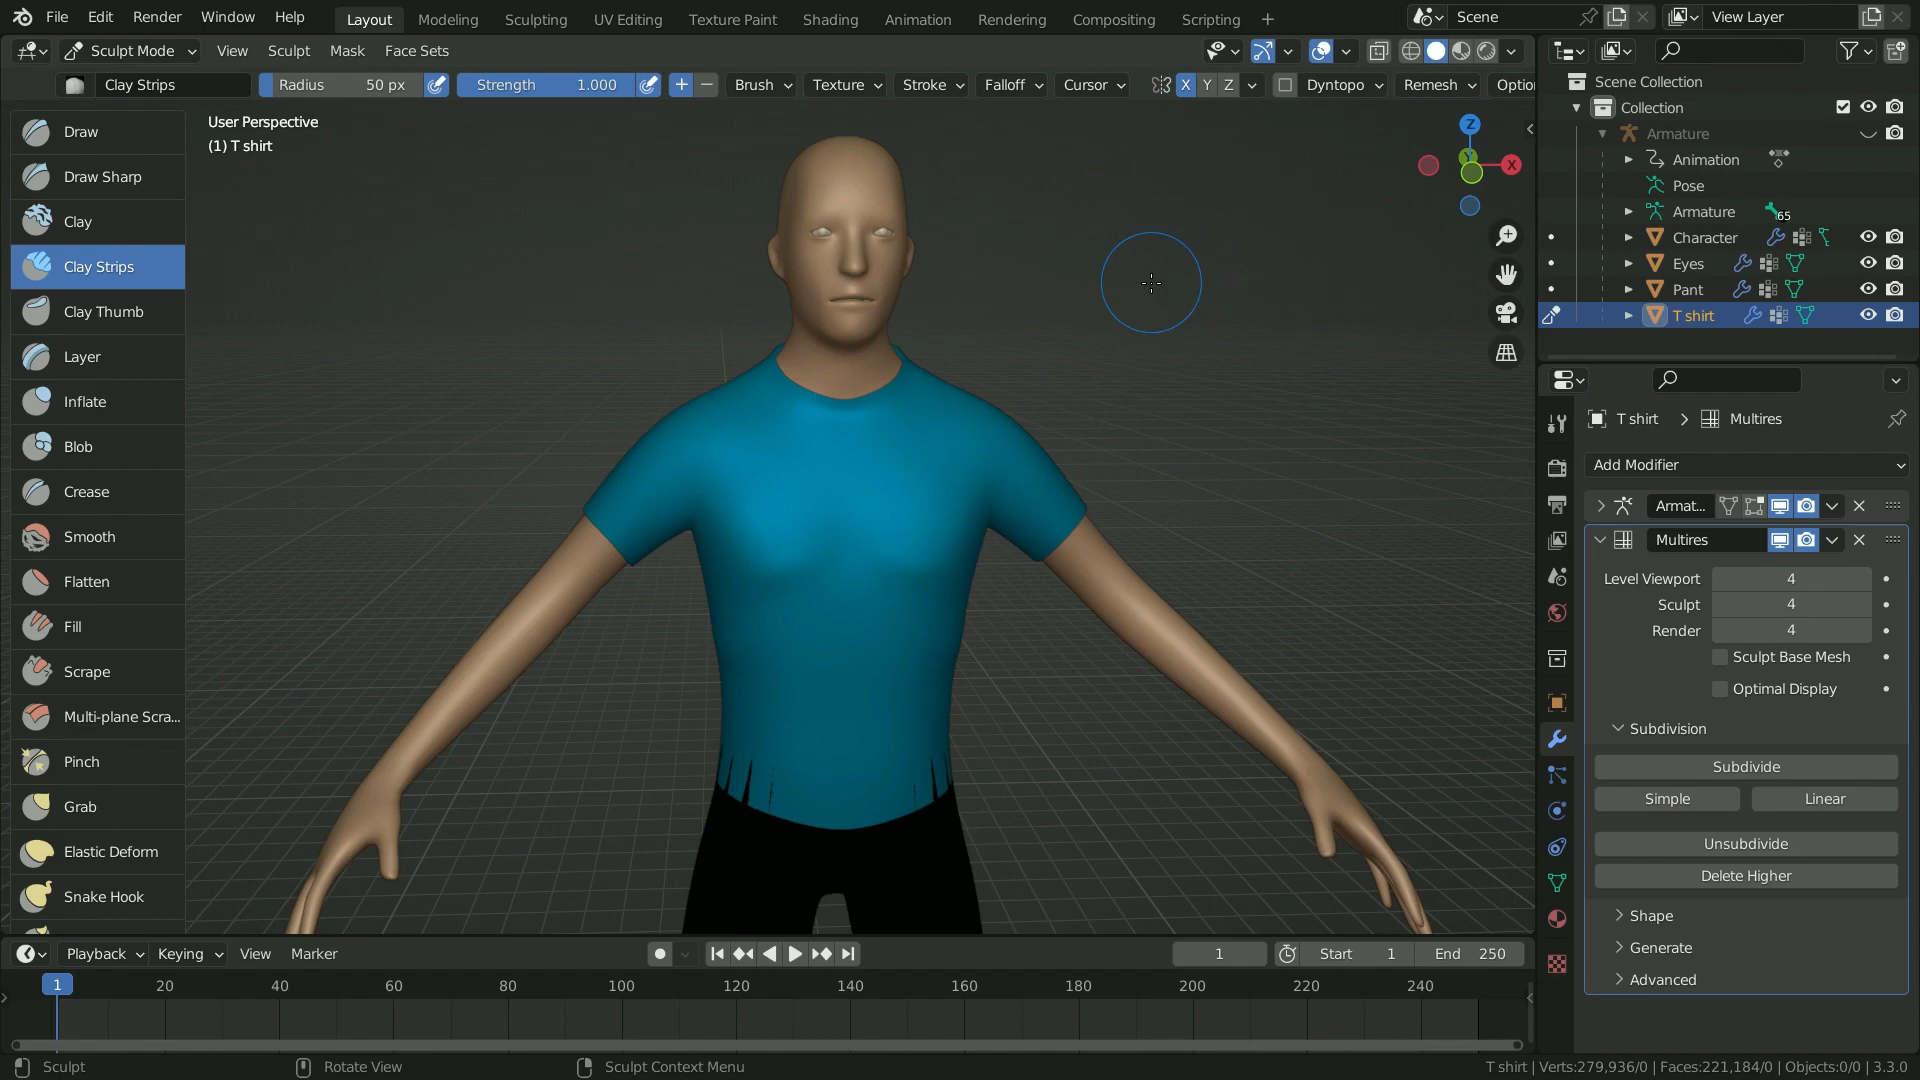 File Edit Render Window Help Layout Modeling Sculpting UV Editing Texture Paint Shading Animation Rendering Compositing Scripting + Scene View Layer
Sculpt Mode View Sculpt Mask Face Sets
Clay Strips Radius 50 px Strength 1.000 + − Brush Texture Stroke Falloff Cursor X Y Z Dyntopo Remesh Optio
Scene Collection
Collection
Armature
Animation
Pose
Armature 65
Character
Eyes
Pant
T shirt
User Perspective
(1) T shirt
Z
Y
X
Draw
Draw Sharp
Clay
Clay Strips
Clay Thumb
Layer
Inflate
Blob
Crease
Smooth
Flatten
Fill
Scrape
Multi-plane Scra...
Pinch
Grab
Elastic Deform
Snake Hook
T shirt > Multires
Add Modifier
Armat...
Multires
Level Viewport 4
Sculpt 4
Render 4
Sculpt Base Mesh
Optimal Display
Subdivision
Subdivide
Simple Linear
Unsubdivide
Delete Higher
Shape
Generate
Advanced
Playback Keying View Marker 1 Start 1 End 250
1 20 40 60 80 100 120 140 160 180 200 220 240
Sculpt Rotate View Sculpt Context Menu T shirt | Verts:279,936/0 | Faces:221,184/0 | Objects:0/0 | 3.3.0